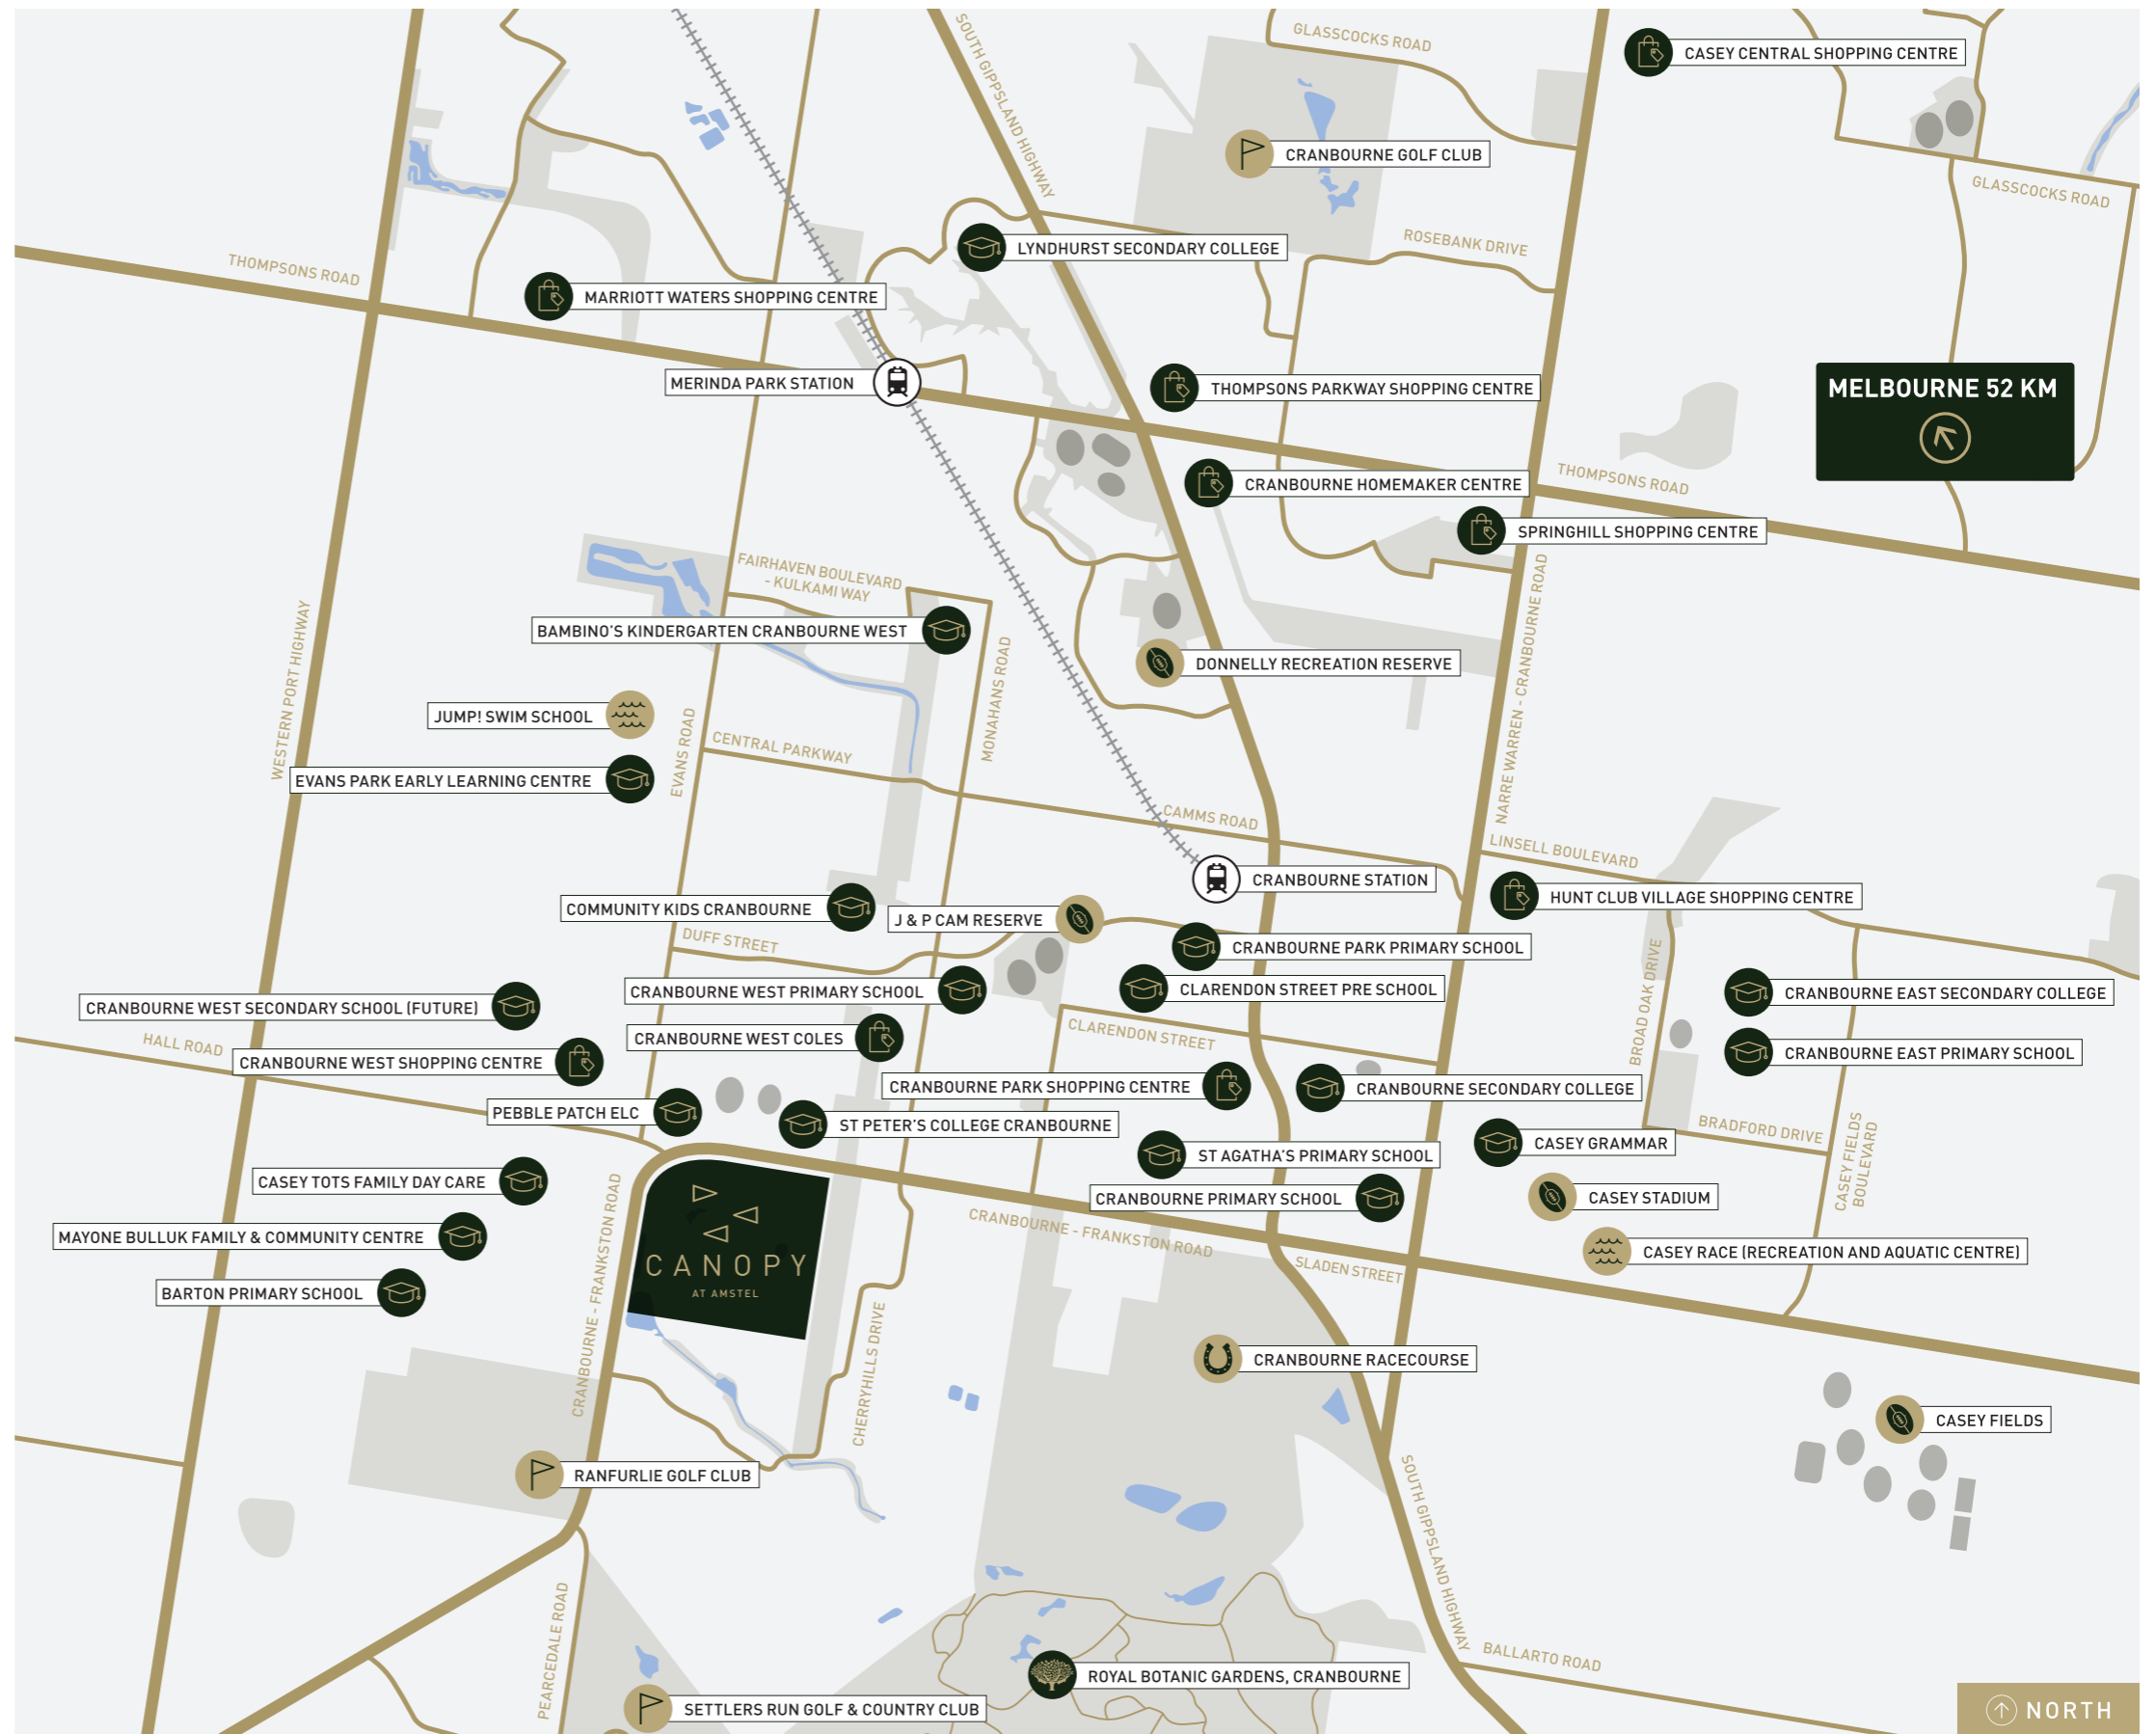 SOUTH GIPPSLAND HIGHWAY
GLASSCOCKS ROAD
CASEY CENTRAL SHOPPING CENTRE
CRANBOURNE GOLF CLUB
GLASSCOCKS ROAD
ROSEBANK DRIVE
LYNDHURST SECONDARY COLLEGE
THOMPSONS ROAD
MARRIOTT WATERS SHOPPING CENTRE
MERINDA PARK STATION
THOMPSONS PARKWAY SHOPPING CENTRE
MELBOURNE 52 KM
CRANBOURNE HOMEMAKER CENTRE
THOMPSONS ROAD
SPRINGHILL SHOPPING CENTRE
FAIRHAVEN BOULEVARD
- KULKAMI WAY
BAMBINO'S KINDERGARTEN CRANBOURNE WEST
WESTERN PORT HIGHWAY
MONAHANS ROAD
DONNELLY RECREATION RESERVE
NARRE WARREN - CRANBOURNE ROAD
JUMP! SWIM SCHOOL
EVANS ROAD
CENTRAL PARKWAY
EVANS PARK EARLY LEARNING CENTRE
CAMMS ROAD
LINSELL BOULEVARD
CRANBOURNE STATION
HUNT CLUB VILLAGE SHOPPING CENTRE
COMMUNITY KIDS CRANBOURNE
J & P CAM RESERVE
DUFF STREET
CRANBOURNE PARK PRIMARY SCHOOL
CRANBOURNE WEST PRIMARY SCHOOL
CLARENDON STREET PRE SCHOOL
BROAD OAK DRIVE
CRANBOURNE EAST SECONDARY COLLEGE
CRANBOURNE WEST SECONDARY SCHOOL (FUTURE)
CRANBOURNE WEST COLES
CLARENDON STREET
HALL ROAD
CRANBOURNE WEST SHOPPING CENTRE
CRANBOURNE EAST PRIMARY SCHOOL
CRANBOURNE PARK SHOPPING CENTRE
CRANBOURNE SECONDARY COLLEGE
PEBBLE PATCH ELC
ST PETER'S COLLEGE CRANBOURNE
BRADFORD DRIVE
CASEY FIELDS
BOULEVARD
CASEY GRAMMAR
ST AGATHA'S PRIMARY SCHOOL
CASEY TOTS FAMILY DAY CARE
CRANBOURNE PRIMARY SCHOOL
CASEY STADIUM
CRANBOURNE - FRANKSTON ROAD
MAYONE BULLUK FAMILY & COMMUNITY CENTRE
CRANBOURNE - FRANKSTON ROAD
CASEY RACE (RECREATION AND AQUATIC CENTRE)
CANOPY
AT AMSTEL
SLADEN STREET
BARTON PRIMARY SCHOOL
CHERRYHILLS DRIVE
CRANBOURNE RACECOURSE
CASEY FIELDS
RANFURLIE GOLF CLUB
SOUTH GIPPSLAND HIGHWAY
PEARCEDALE ROAD
BALLARTO ROAD
ROYAL BOTANIC GARDENS, CRANBOURNE
SETTLERS RUN GOLF & COUNTRY CLUB
NORTH